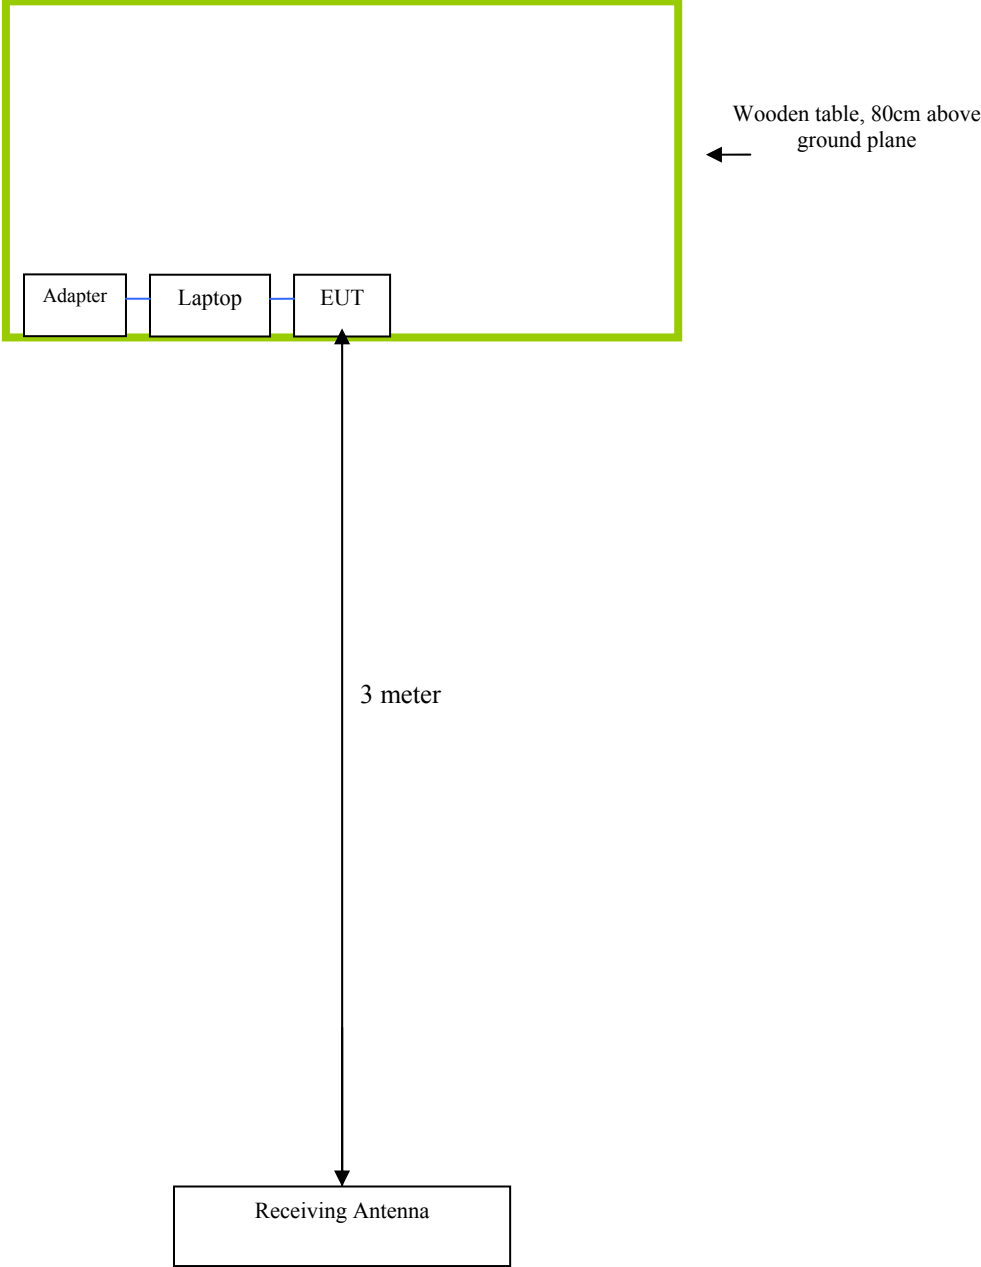 Wooden table, 80cm above
ground plane
Adapter
Laptop
EUT
3 meter
Receiving Antenna